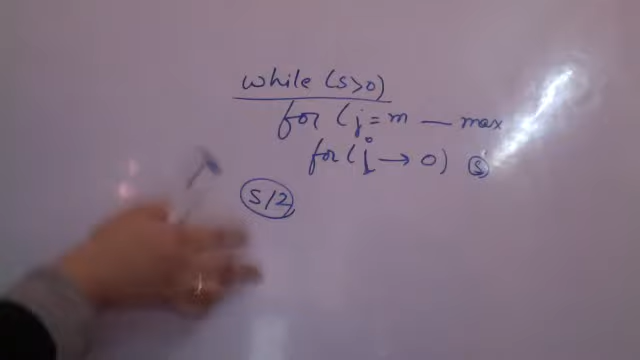 while (s>0)
for (j = m — max
for (j → 0) s
s/2